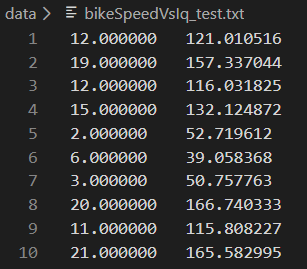 data > bikeSpeedVsIq_test.txt
1 12.000000 121.010516
2 19.000000 157.337044
3 12.000000 116.031825
4 15.000000 132.124872
5 2.000000 52.719612
6 6.000000 39.058368
7 3.000000 50.757763
8 20.000000 166.740333
9 11.000000 115.808227
10 21.000000 165.582995